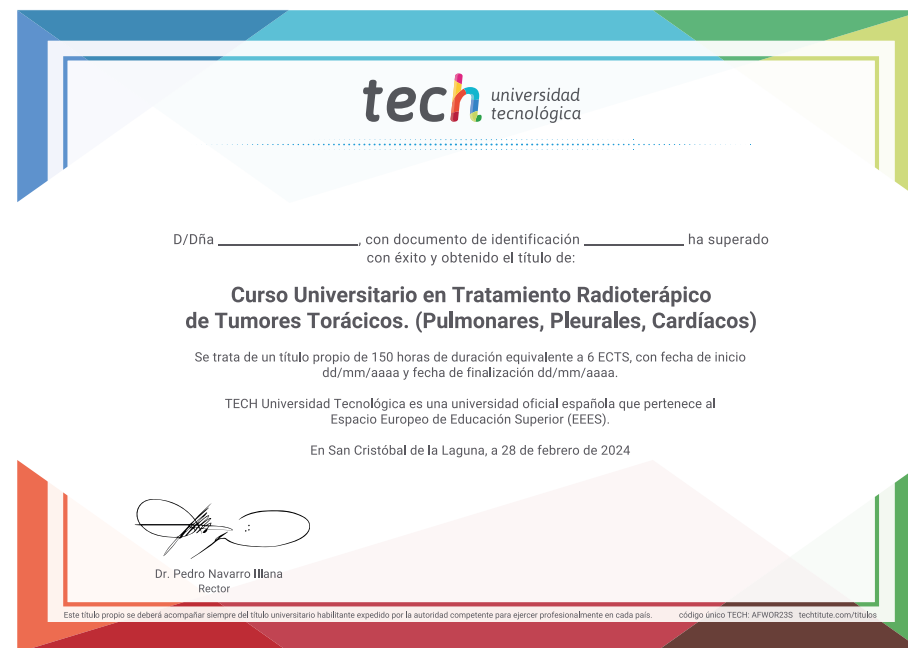 tech universidad
tecnológica
D/Dña ____________________, con documento de identificación ______________ ha superado
con éxito y obtenido el título de:
Curso Universitario en Tratamiento Radioterápico
de Tumores Torácicos. (Pulmonares, Pleurales, Cardíacos)
Se trata de un título propio de 150 horas de duración equivalente a 6 ECTS, con fecha de inicio
dd/mm/aaaa y fecha de finalización dd/mm/aaaa.
TECH Universidad Tecnológica es una universidad oficial española que pertenece al
Espacio Europeo de Educación Superior (EEES).
En San Cristóbal de la Laguna, a 28 de febrero de 2024
Dr. Pedro Navarro Illana
Rector
Este título propio se deberá acompañar siempre del título universitario habilitante expedido por la autoridad competente para ejercer profesionalmente en cada país. código único TECH: AFWOR23S techtitute.com/titulos